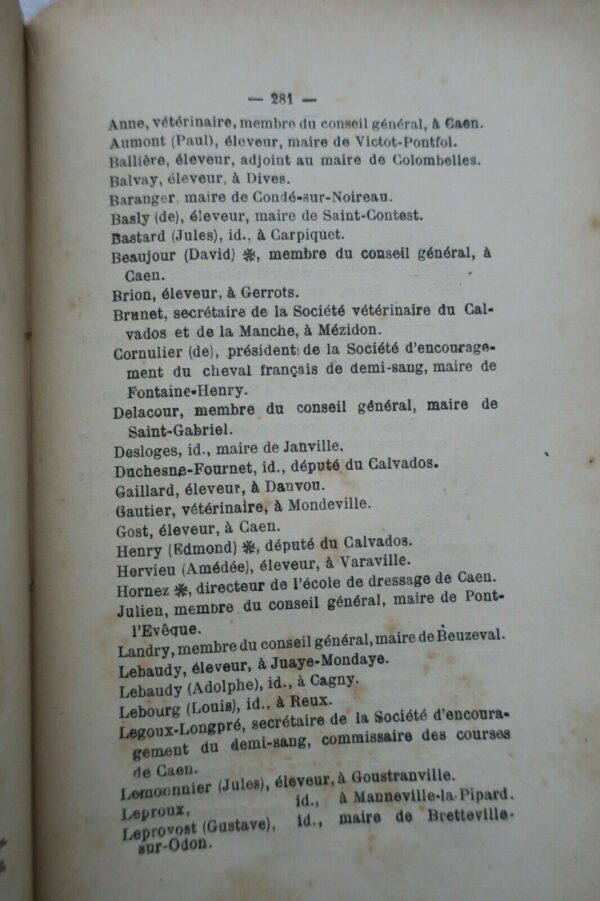 — 281 —
Anne, vétérinaire, membre du conseil général, à Caen.
Aumont (Paul), éleveur, maire de Victot-Pontfol.
Ballière, éleveur, adjoint au maire de Colombelles.
Balvay, éleveur, à Dives.
Baranger, maire de Condé-sur-Noireau.
Basly (de), éleveur, maire de Saint-Contest.
Bastard (Jules), id., à Carpiquet.
Beaujour (David) ❋, membre du conseil général, à
Caen.
Brion, éleveur, à Gerrots.
Brunet, secrétaire de la Société vétérinaire du Cal-
vados et de la Manche, à Mézidon.
Cornulier (de), président de la Société d'encourage-
ment du cheval français de demi-sang, maire de
Fontaine-Henry.
Delacour, membre du conseil général, maire de
Saint-Gabriel.
Desloges, id., maire de Janville.
Duchesne-Fournet, id., député du Calvados.
Gaillard, éleveur, à Danvou.
Gautier, vétérinaire, à Mondeville.
Gost, éleveur, à Caen.
Henry (Edmond) ❋, député du Calvados.
Hervieu (Amédée), éleveur, à Varaville.
Hornez ❋, directeur de l'école de dressage de Caen.
Julien, membre du conseil général, maire de Pont-
l'Evêque.
Landry, membre du conseil général, maire de Beuzeval.
Lebaudy, éleveur, à Juaye-Mondaye.
Lebaudy (Adolphe), id., à Cagny.
Lebourg (Louis), id., à Reux.
Legoux-Longpré, secrétaire de la Société d'encoura-
gement du demi-sang, commissaire des courses
de Caen.
Lemonnier (Jules), éleveur, à Goustranville.
Leproux, id., à Manneville-la-Pipard.
Leprovost (Gustave), id., maire de Bretteville-
sur-Odon.